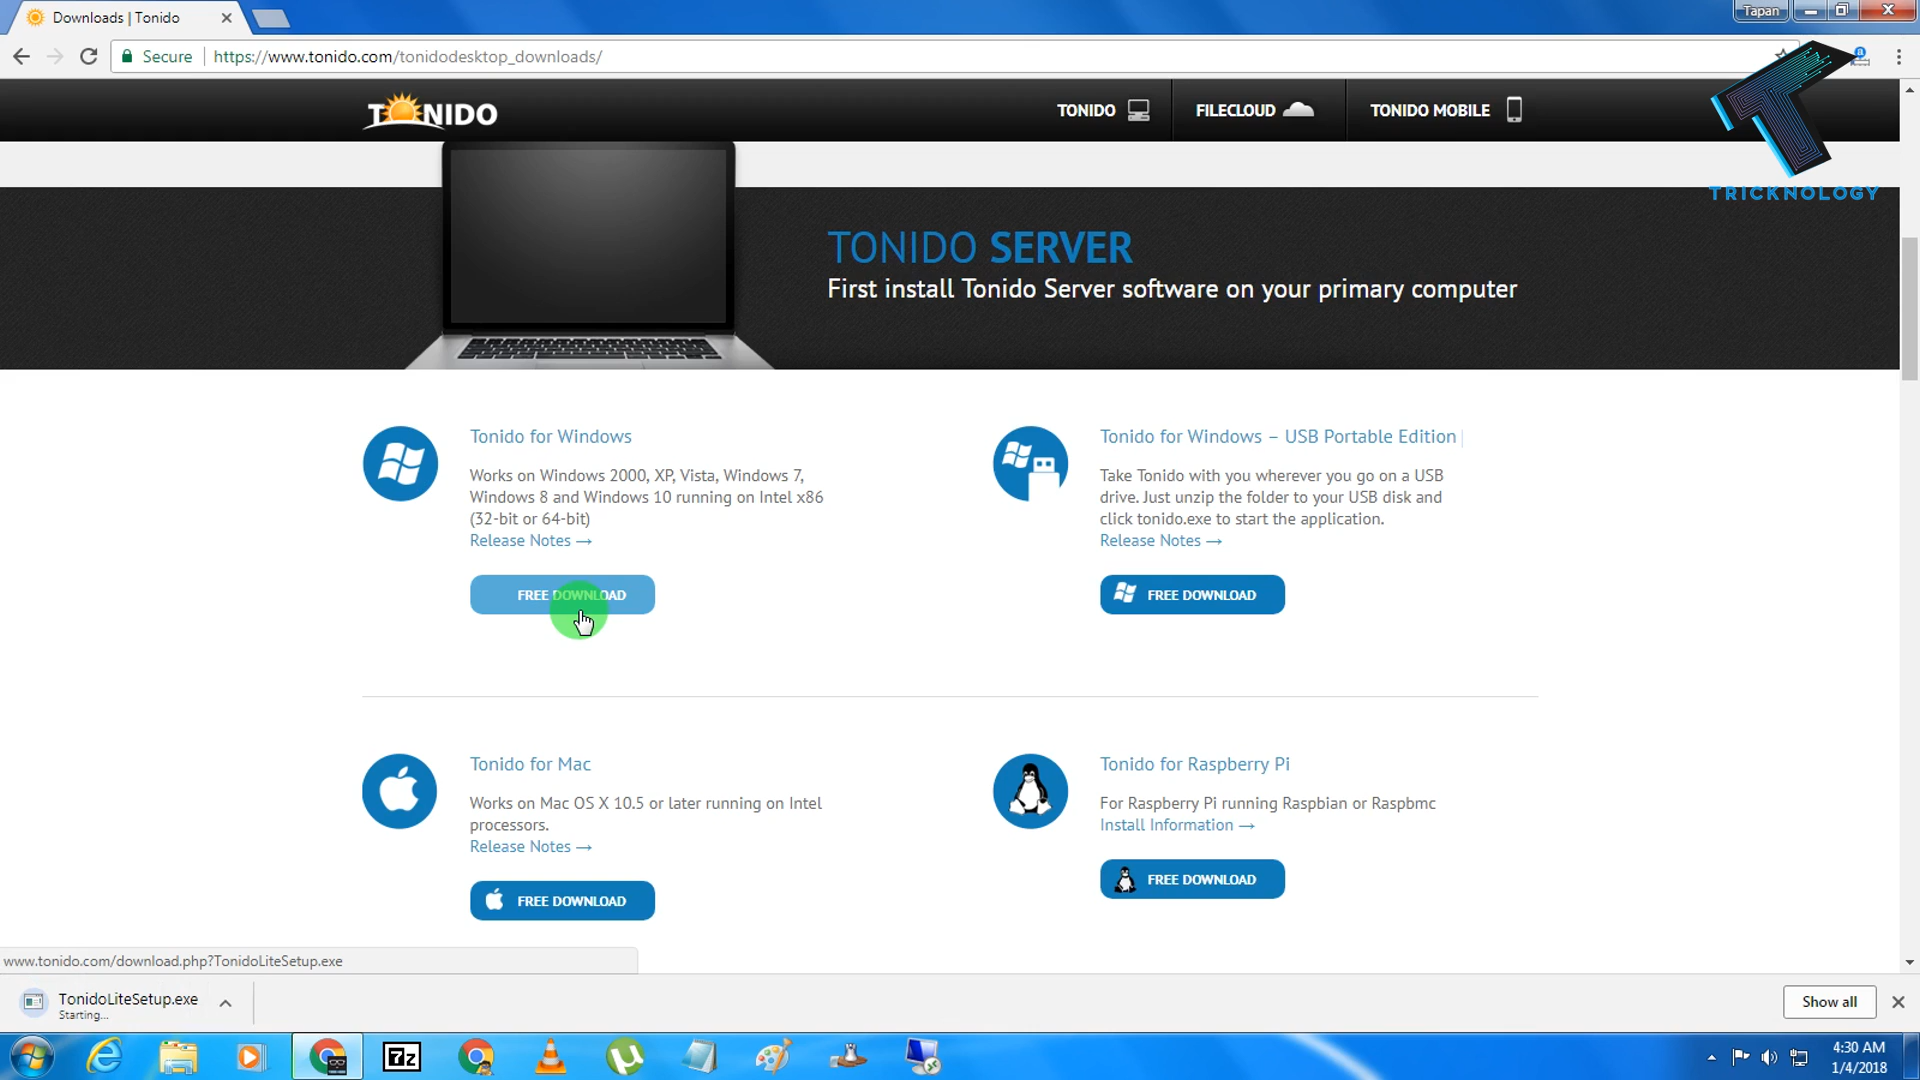 Downloads | Tonido
Tapan
Secure
https://www.tonido.com/tonidodesktop_downloads/
TONIDO
TONIDO
FILECLOUD
TONIDO MOBILE
TRICKNOLOGY
TONIDO SERVER
First install Tonido Server software on your primary computer
Tonido for Windows
Works on Windows 2000, XP, Vista, Windows 7,
Windows 8 and Windows 10 running on Intel x86
(32-bit or 64-bit)
Release Notes →
FREE DOWNLOAD
Tonido for Windows – USB Portable Edition
Take Tonido with you wherever you go on a USB
drive. Just unzip the folder to your USB disk and
click tonido.exe to start the application.
Release Notes →
FREE DOWNLOAD
Tonido for Mac
Works on Mac OS X 10.5 or later running on Intel
processors.
Release Notes →
FREE DOWNLOAD
Tonido for Raspberry Pi
For Raspberry Pi running Raspbian or Raspbmc
Install Information →
FREE DOWNLOAD
www.tonido.com/download.php?TonidoLiteSetup.exe
TonidoLiteSetup.exe
Starting...
Show all
7z
4:30 AM
1/4/2018